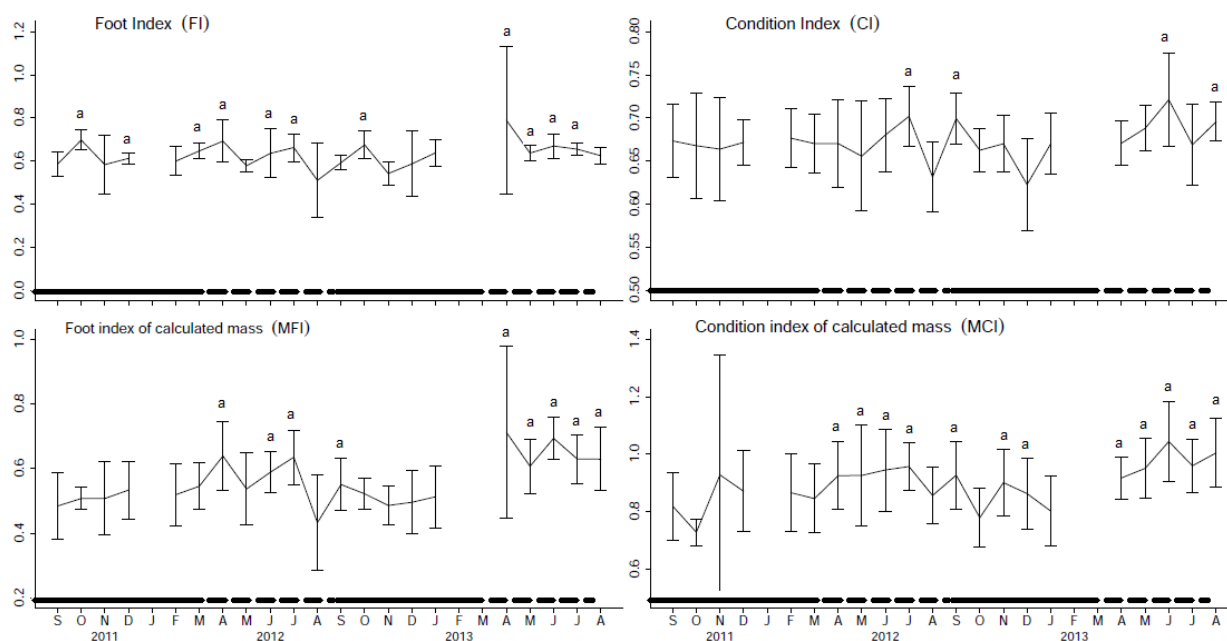 Foot Index (FI)
1.2
1.0
0.8
0.6
0.4
0.2
0.0
a a a a a a a a a a a
Condition Index (CI)
0.80
0.75
0.70
0.65
0.60
0.55
0.50
a a a a
Foot index of calculated mass (MFI)
1.0
0.8
0.6
0.4
0.2
a a a a a a a a a
S O N D J F M A M J J A S O N D J F M A M J J A
2011 2012 2013
Condition index of calculated mass (MCI)
1.4
1.2
1.0
0.8
0.6
a a a a a a a a a a a a
S O N D J F M A M J J A S O N D J F M A M J J A
2011 2012 2013